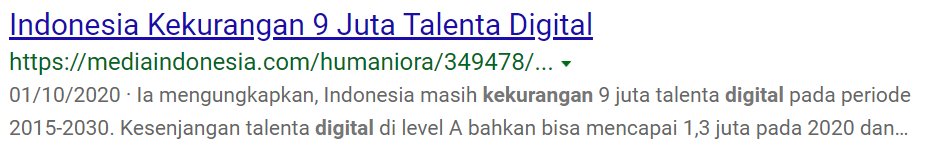 Indonesia Kekurangan 9 Juta Talenta Digital
https://mediaindonesia.com/humaniora/349478/...
01/10/2020 · Ia mengungkapkan, Indonesia masih kekurangan 9 juta talenta digital pada periode
2015-2030. Kesenjangan talenta digital di level A bahkan bisa mencapai 1,3 juta pada 2020 dan...